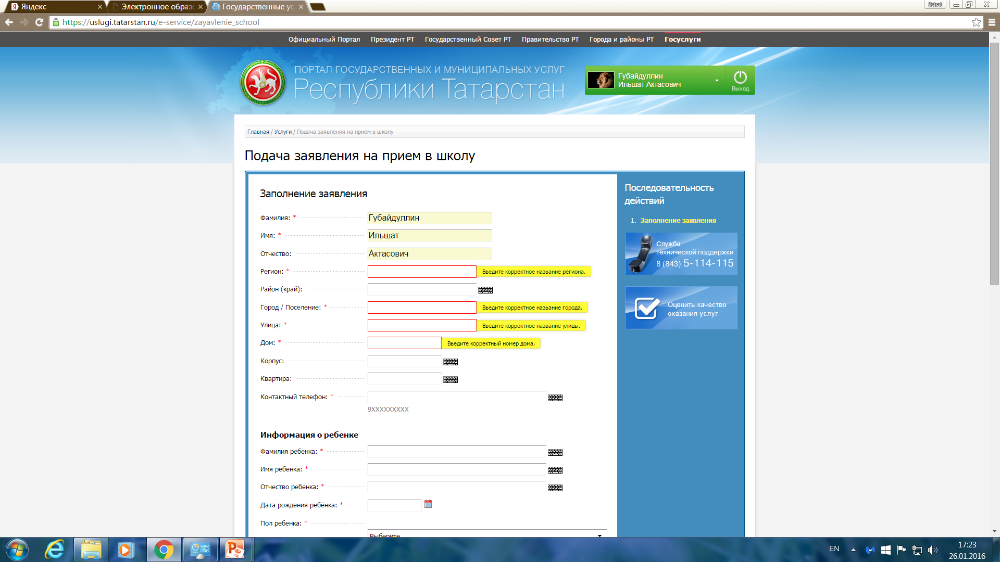 Яндекс
Электронное образо
Государственные ус
ilshat
https://uslugi.tatarstan.ru/e-service/zayavlenie_school
Официальный Портал
Президент РТ
Государственный Совет РТ
Правительство РТ
Города и районы РТ
Госуслуги
ПОРТАЛ ГОСУДАРСТВЕННЫХ И МУНИЦИПАЛЬНЫХ УСЛУГ
Республики Татарстан
Губайдуллин
Ильшат Актасович
Выход
Главная / Услуги / Подача заявления на прием в школу
Подача заявления на прием в школу
Заполнение заявления
Фамилия: * Губайдуллин
Имя: * Ильшат
Отчество: Актасович
Регион: * Введите корректное название региона.
Район (край):
Город / Поселение: * Введите корректное название города.
Улица: * Введите корректное название улицы.
Дом: * Введите корректный номер дома.
Корпус:
Квартира:
Контактный телефон: *
9XXXXXXXXX
Информация о ребенке
Фамилия ребенка: *
Имя ребенка: *
Отчество ребенка: *
Дата рождения ребёнка: *
Пол ребенка: *
Выберите
Последовательность
действий
1. Заполнение заявления
Служба
технической поддержки
8 (843) 5-114-115
Оценить качество
оказания услуг
EN
17:23
26.01.2016